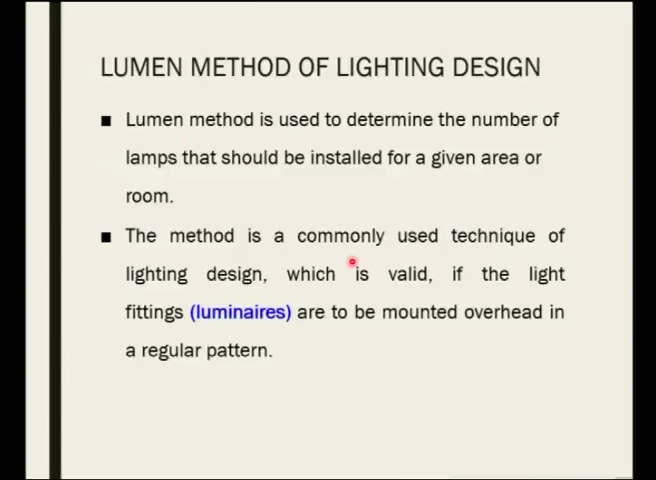 LUMEN METHOD OF LIGHTING DESIGN
■ Lumen method is used to determine the number of
lamps that should be installed for a given area or
room.
■ The method is a commonly used technique of
lighting design, which is valid, if the light
fittings (luminaires) are to be mounted overhead in
a regular pattern.